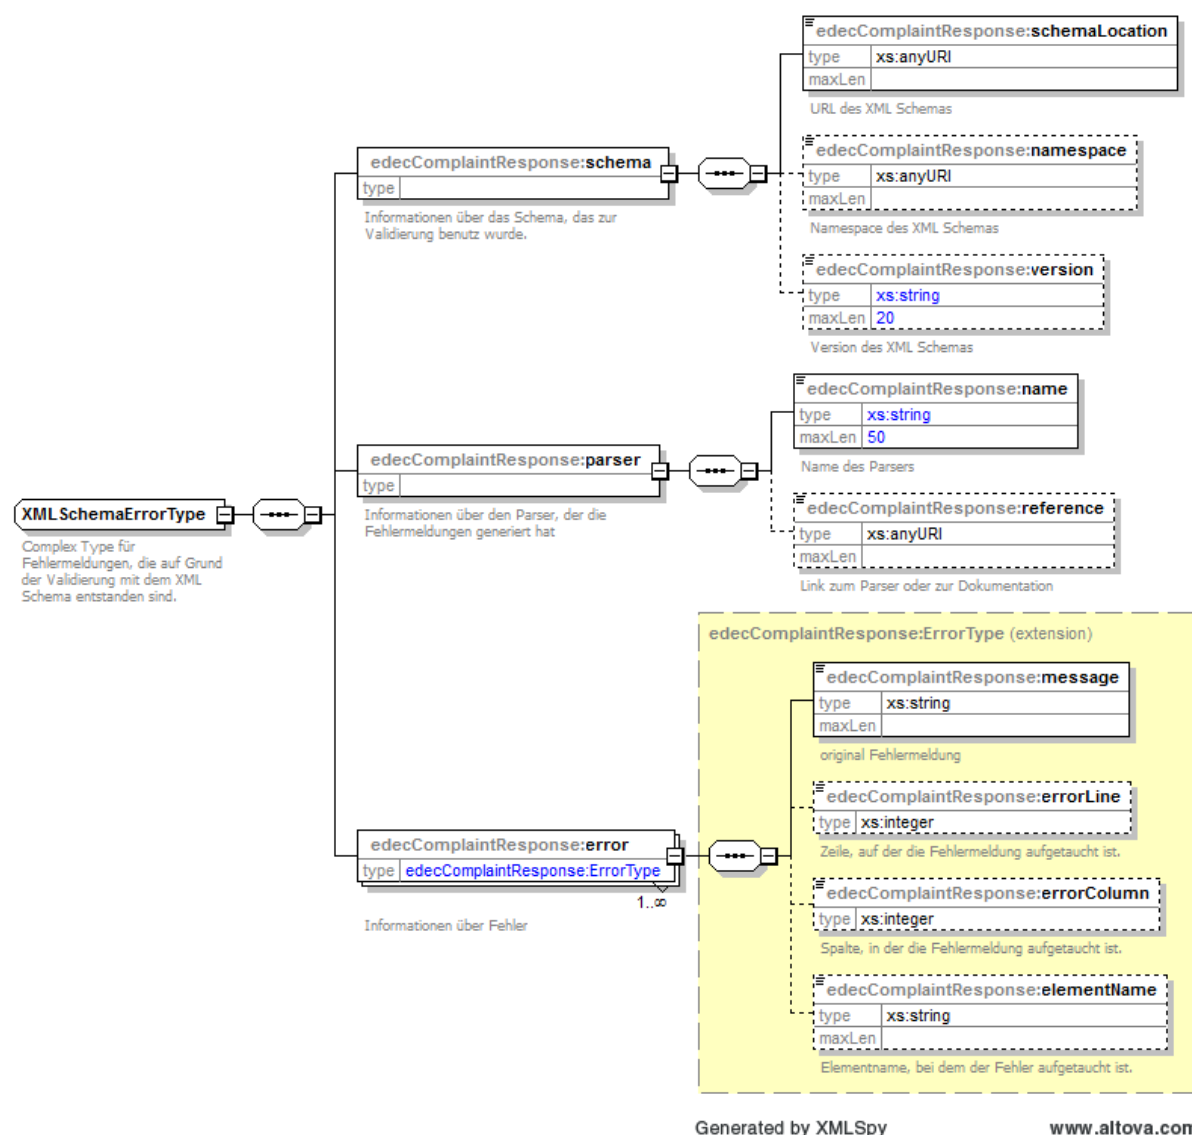 edecComplaintResponse:schemaLocation
type xs:anyURI
maxLen
URL des XML Schemas
edecComplaintResponse:namespace
type xs:anyURI
maxLen
Namespace des XML Schemas
edecComplaintResponse:version
type xs:string
maxLen 20
Version des XML Schemas
edecComplaintResponse:schema
type
Informationen über das Schema, das zur
Validierung benutz wurde.
edecComplaintResponse:name
type xs:string
maxLen 50
Name des Parsers
edecComplaintResponse:reference
type xs:anyURI
maxLen
Link zum Parser oder zur Dokumentation
edecComplaintResponse:parser
type
Informationen über den Parser, der die
Fehlermeldungen generiert hat
XMLSchemaErrorType
Complex Type für
Fehlermeldungen, die auf Grund
der Validierung mit dem XML
Schema entstanden sind.
edecComplaintResponse:ErrorType (extension)
edecComplaintResponse:message
type xs:string
maxLen
original Fehlermeldung
edecComplaintResponse:errorLine
type xs:integer
Zeile, auf der die Fehlermeldung aufgetaucht ist.
edecComplaintResponse:errorColumn
type xs:integer
Spalte, in der die Fehlermeldung aufgetaucht ist.
edecComplaintResponse:elementName
type xs:string
maxLen
Elementname, bei dem der Fehler aufgetaucht ist.
edecComplaintResponse:error
type edecComplaintResponse:ErrorType
1..∞
Informationen über Fehler
Generated by XMLSpy www.altova.com